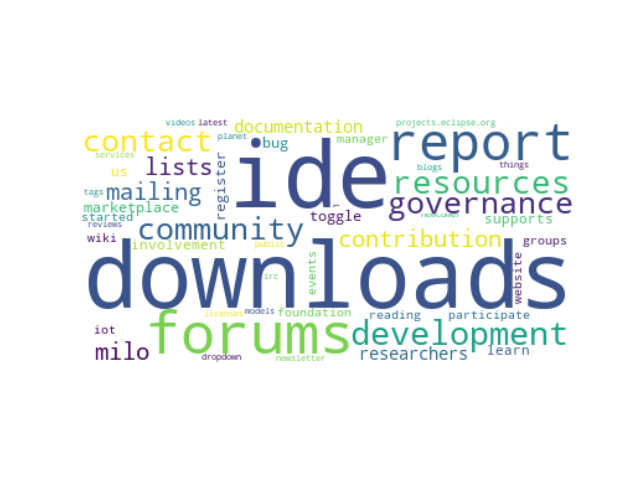 videos latest
projects.eclipse.org
contact
documentation
planet
bug
manager
report
services
lists
ide
blogs
things
us
register
resources
tags
mailing
governance
marketplace
toggle
newcomer
supports
started
reviews
community
wiki
involvement
public
contribution
groups
downloads
irc
events
website
licenses
models
foundation
reading
participate
iot
forums
development
milo
dropdown
newsletter
researchers
learn